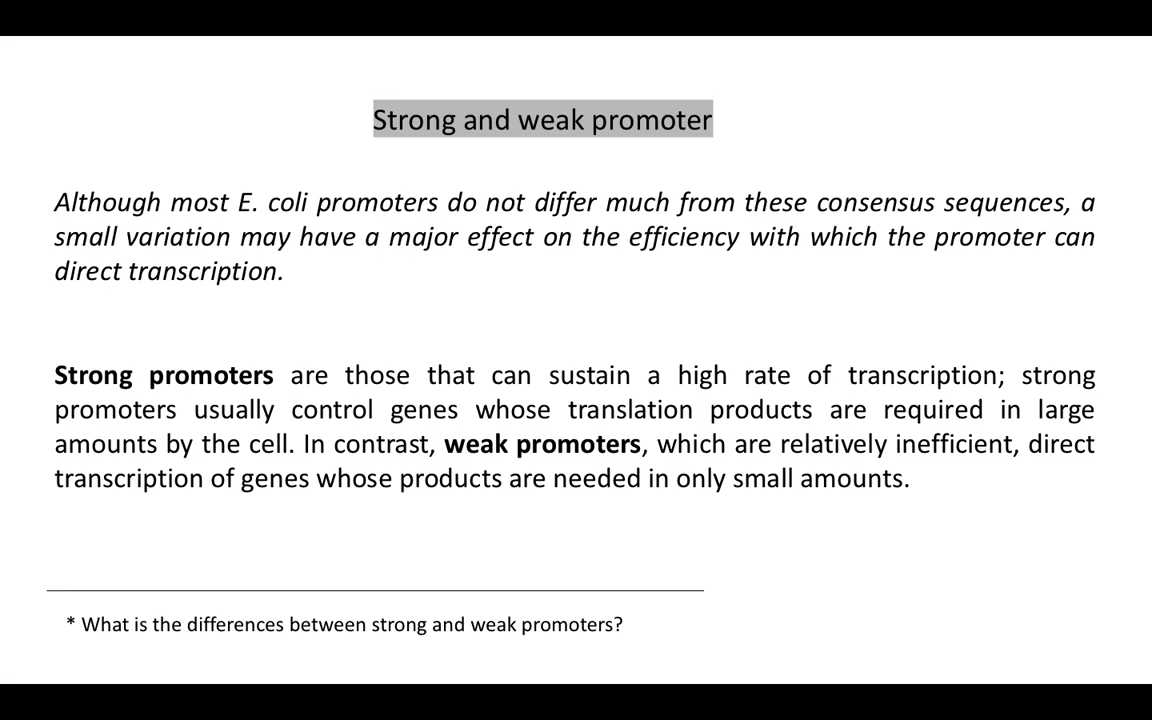 Strong and weak promoter
Although most E. coli promoters do not differ much from these consensus sequences, a
small variation may have a major effect on the efficiency with which the promoter can
direct transcription.
Strong promoters are those that can sustain a high rate of transcription; strong
promoters usually control genes whose translation products are required in large
amounts by the cell. In contrast, weak promoters, which are relatively inefficient, direct
transcription of genes whose products are needed in only small amounts.
* What is the differences between strong and weak promoters?